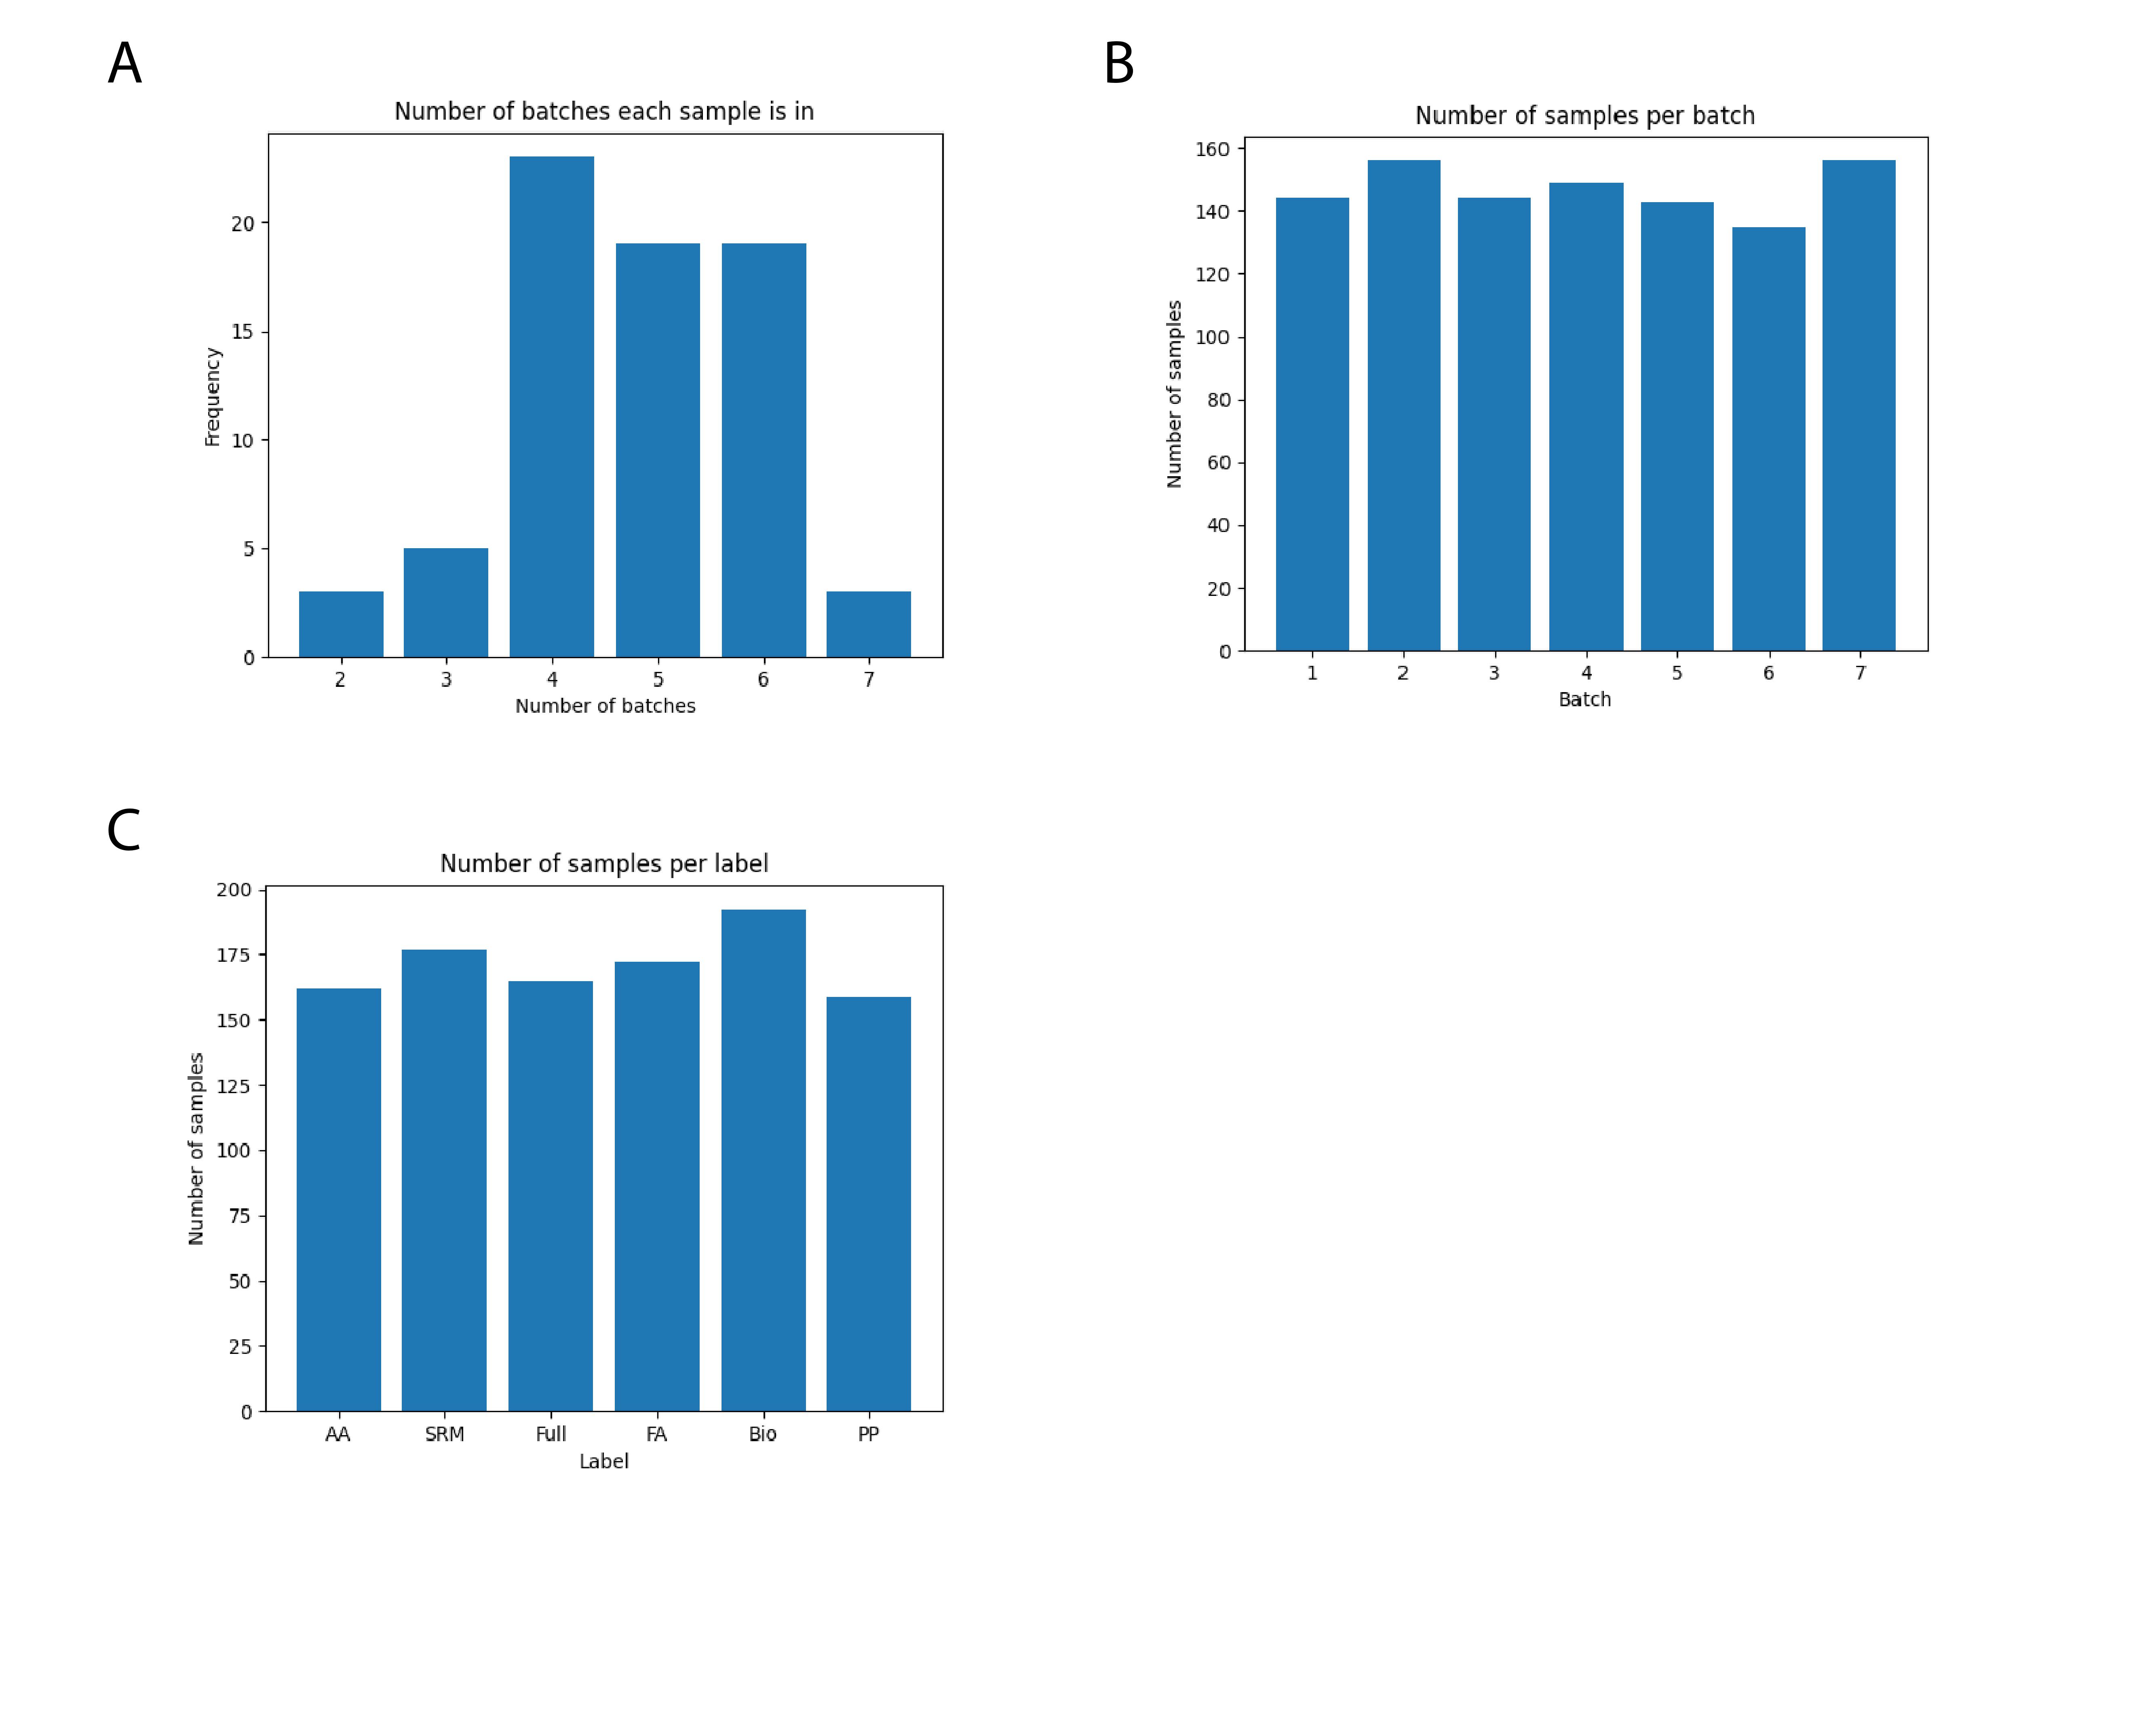 A
Number of batches each sample is in
20
15
10
5
0
Frequency
2 3 4 5 6 7
Number of batches
B
Number of samples per batch
160
140
120
100
80
60
40
20
0
Number of samples
1 2 3 4 5 6 7
Batch
C
Number of samples per label
200
175
150
125
100
75
50
25
0
Number of samples
AA SRM Full FA Bio PP
Label